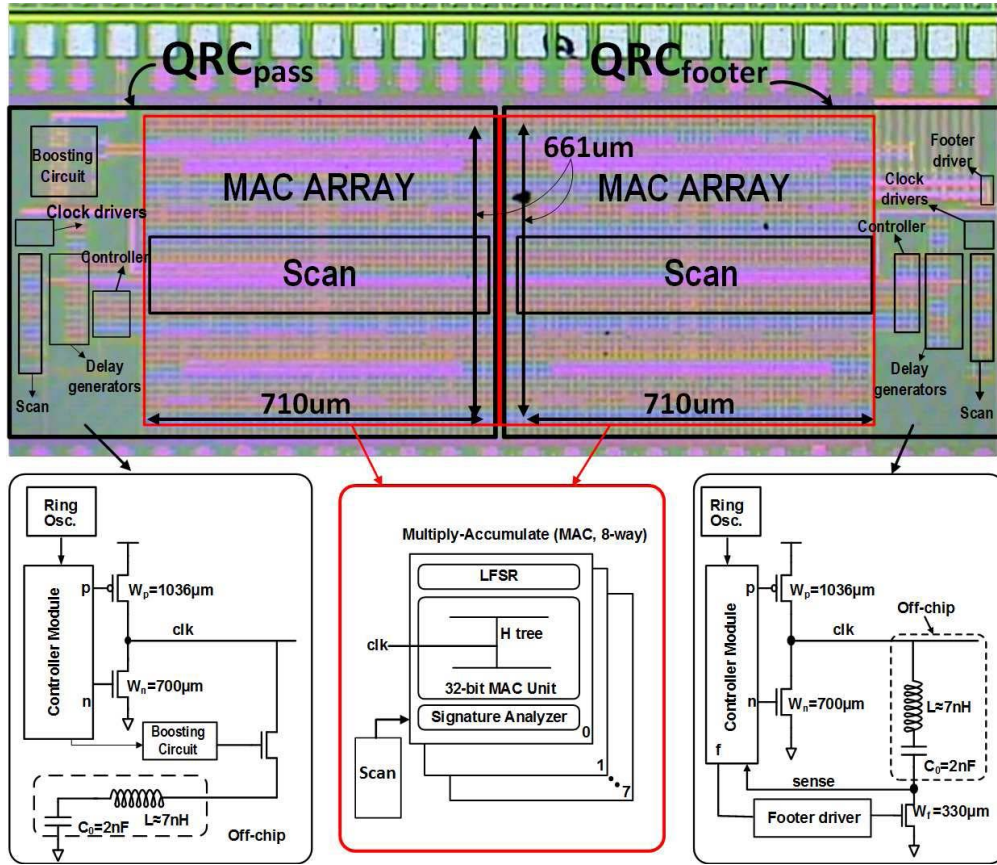 QRCpass
QRCfooter
Boosting
Circuit
Clock drivers
Controller
Delay
generators
Scan
MAC ARRAY
Scan
710um
661um
MAC ARRAY
Scan
710um
Footer
driver
Clock
drivers
Controller
Delay
generators
Scan
Ring
Osc.
Controller Module
p
Wp=1036µm
clk
n
Wn=700µm
Boosting
Circuit
C0=2nF
L≈7nH
Off-chip
Multiply-Accumulate (MAC, 8-way)
LFSR
H tree
clk
32-bit MAC Unit
Signature Analyzer
0
1
7
Scan
Ring
Osc.
Controller Module
p
Wp=1036µm
Off-chip
clk
n
Wn=700µm
L≈7nH
C0=2nF
f
sense
Footer driver
Wf=330µm